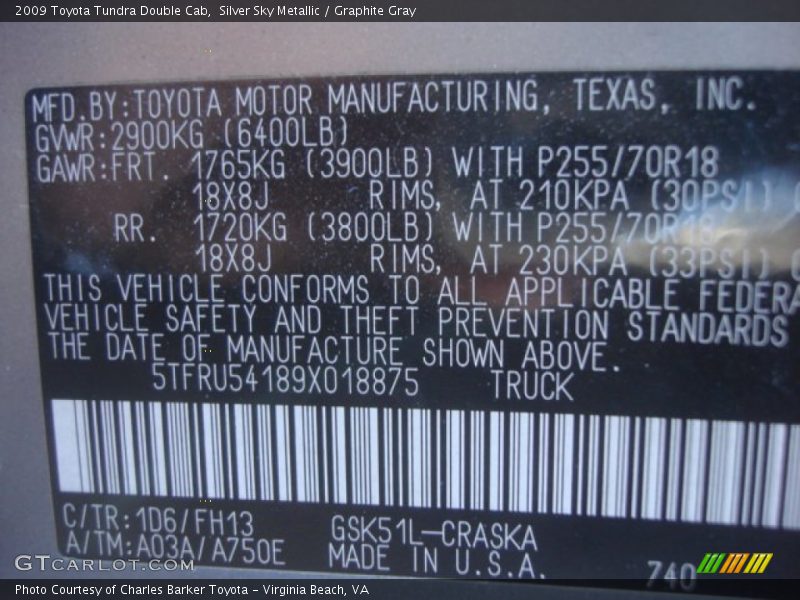 2009 Toyota Tundra Double Cab, Silver Sky Metallic / Graphite Gray
MFD.BY:TOYOTA MOTOR MANUFACTURING, TEXAS, INC.
GVWR:2900KG (6400LB)
GAWR:FRT. 1765KG (3900LB) WITH P255/70R18
18X8J RIMS, AT 210KPA (30PSI) (
RR. 1720KG (3800LB) WITH P255/70R18
18X8J RIMS, AT 230KPA (33PSI) (
THIS VEHICLE CONFORMS TO ALL APPLICABLE FEDERA
VEHICLE SAFETY AND THEFT PREVENTION STANDARDS
THE DATE OF MANUFACTURE SHOWN ABOVE.
5TFRU54189X018875 TRUCK
C/TR:1D6/FH13 GSK51L-CRASKA
A/TM:A03A/A750E MADE IN U.S.A.
740
GTCARLOT.COM
Photo Courtesy of Charles Barker Toyota - Virginia Beach, VA